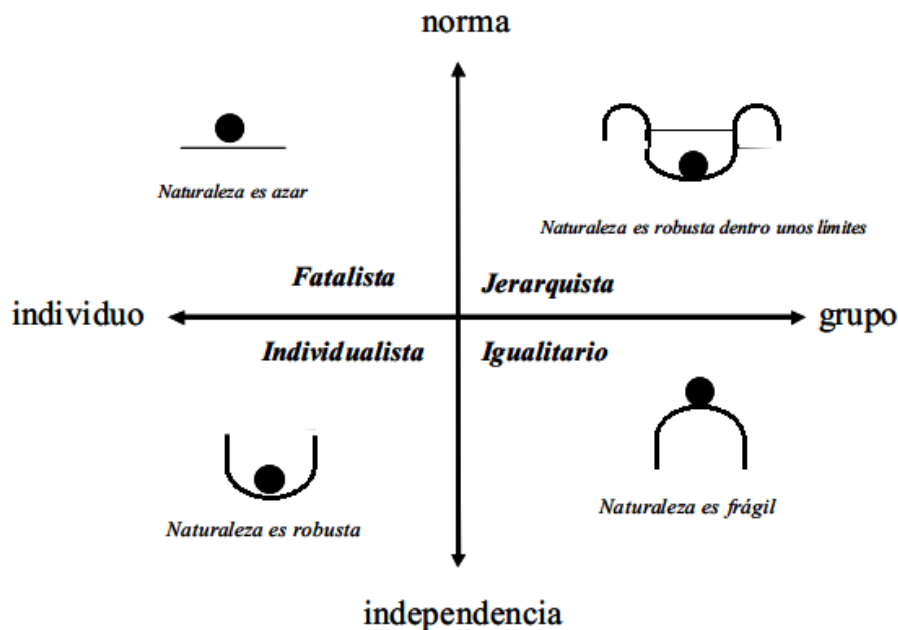 norma
Naturaleza es azar
Naturaleza es robusta dentro unos límites
Fatalista
Jerarquista
individuo
grupo
Individualista
Igualitario
Naturaleza es robusta
Naturaleza es frágil
independencia